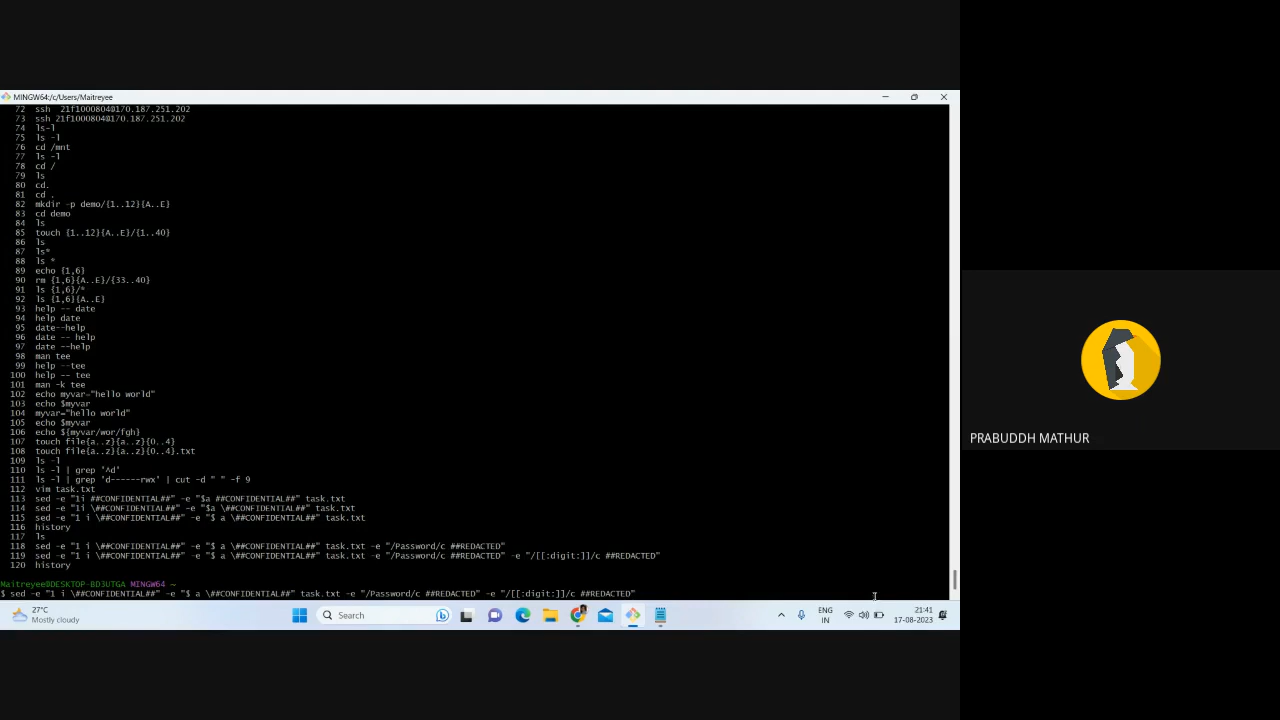 MINGW64:/c/Users/Maitreyee
72 ssh 21f1000804@170.187.251.202
73 ssh 21f1000804@170.187.251.202
74 ls-l
75 ls -l
76 cd /mnt
77 ls -l
78 cd /
79 ls
80 cd.
81 cd .
82 mkdir -p demo/{1..12}{A..E}
83 cd demo
84 ls
85 touch {1..12}{A..E}/{1..40}
86 ls
87 ls*
88 ls *
89 echo {1,6}
90 rm {1,6}{A..E}/{33..40}
91 ls {1,6}/*
92 ls {1,6}{A..E}
93 help -- date
94 help date
95 date--help
96 date -- help
97 date --help
98 man tee
99 help --tee
100 help -- tee
101 man -k tee
102 echo myvar="hello world"
103 echo $myvar
104 myvar="hello world"
105 echo $myvar
106 echo ${myvar/wor/fgh}
107 touch file{a..z}{a..z}{0..4}
108 touch file{a..z}{a..z}{0..4}.txt
109 ls -l
110 ls -l | grep '^d'
111 ls -l | grep 'd------rwx' | cut -d " " -f 9
112 vim task.txt
113 sed -e "1i ##CONFIDENTIAL##" -e "$a ##CONFIDENTIAL##" task.txt
114 sed -e "1i \##CONFIDENTIAL##" -e "$a \##CONFIDENTIAL##" task.txt
115 sed -e "1 i \##CONFIDENTIAL##" -e "$ a \##CONFIDENTIAL##" task.txt
116 history
117 ls
118 sed -e "1 i \##CONFIDENTIAL##" -e "$ a \##CONFIDENTIAL##" task.txt -e "/Password/c ##REDACTED"
119 sed -e "1 i \##CONFIDENTIAL##" -e "$ a \##CONFIDENTIAL##" task.txt -e "/Password/c ##REDACTED" -e "/[[:digit:]]/c ##REDACTED"
120 history
Maitreyee@DESKTOP-BD3UTGA MINGW64 ~
$ sed -e "1 i \##CONFIDENTIAL##" -e "$ a \##CONFIDENTIAL##" task.txt -e "/Password/c ##REDACTED" -e "/[[:digit:]]/c ##REDACTED"
PRABUDDH MATHUR
27°C
Mostly cloudy
Search
ENG
IN
21:41
17-08-2023